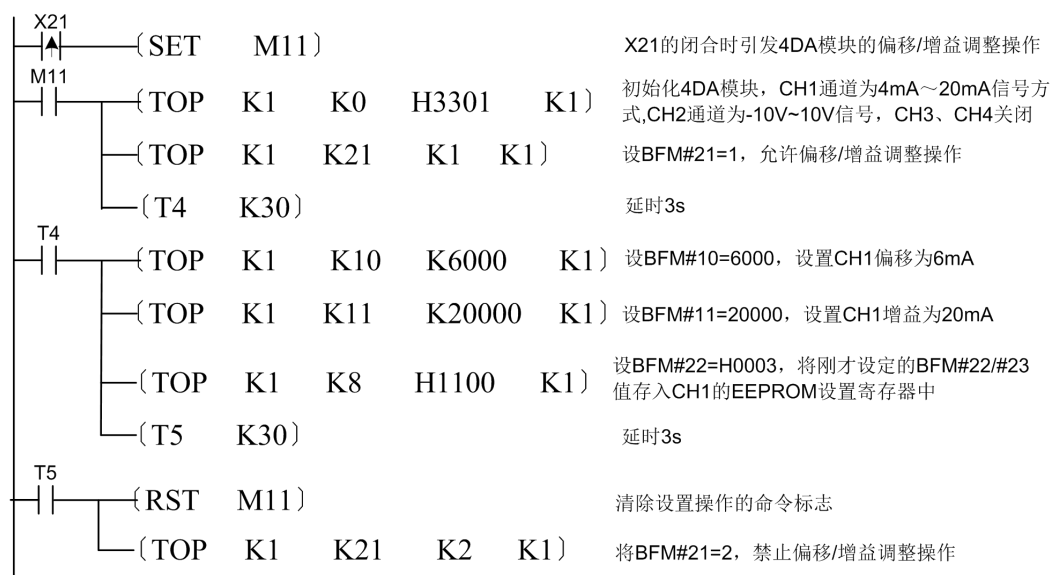 X21
〔SET M11〕 X21的闭合时引发4DA模块的偏移/增益调整操作
M11
〔TOP K1 K0 H3301 K1〕 初始化4DA模块，CH1通道为4mA～20mA信号方
式,CH2通道为-10V~10V信号，CH3、CH4关闭
〔TOP K1 K21 K1 K1〕 设BFM#21=1，允许偏移/增益调整操作
〔T4 K30〕 延时3s
T4
〔TOP K1 K10 K6000 K1〕 设BFM#10=6000，设置CH1偏移为6mA
〔TOP K1 K11 K20000 K1〕 设BFM#11=20000，设置CH1增益为20mA
〔TOP K1 K8 H1100 K1〕 设BFM#22=H0003，将刚才设定的BFM#22/#23
值存入CH1的EEPROM设置寄存器中
〔T5 K30〕 延时3s
T5
〔RST M11〕 清除设置操作的命令标志
〔TOP K1 K21 K2 K1〕 将BFM#21=2，禁止偏移/增益调整操作